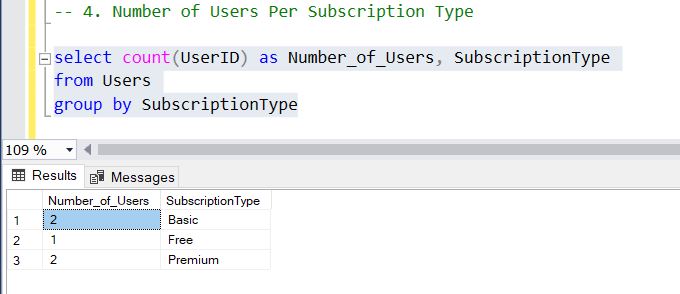 -- 4. Number of Users Per Subscription Type
select count(UserID) as Number_of_Users, SubscriptionType
from Users
group by SubscriptionType
109 %
Results Messages
Number_of_Users SubscriptionType
1 2 Basic
2 1 Free
3 2 Premium